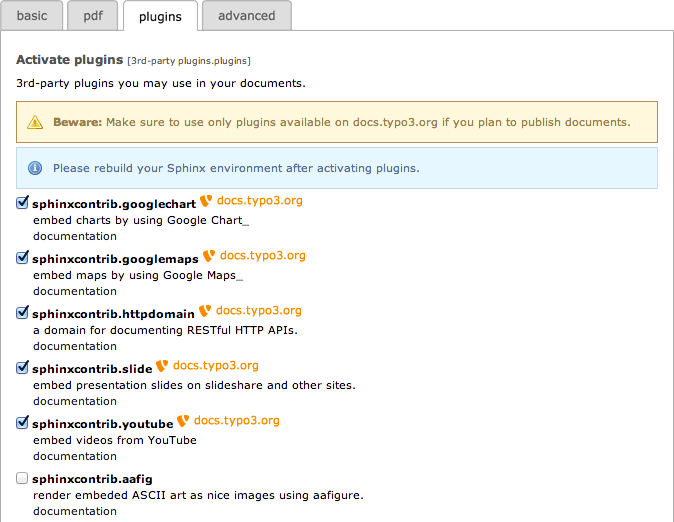 basic pdf plugins advanced
Activate plugins [3rd-party plugins.plugins]
3rd-party plugins you may use in your documents.
Beware: Make sure to use only plugins available on docs.typo3.org if you plan to publish documents.
Please rebuild your Sphinx environment after activating plugins.
sphinxcontrib.googlechart docs.typo3.org
embed charts by using Google Chart_
documentation
sphinxcontrib.googlemaps docs.typo3.org
embed maps by using Google Maps_
documentation
sphinxcontrib.httpdomain docs.typo3.org
a domain for documenting RESTful HTTP APIs.
documentation
sphinxcontrib.slide docs.typo3.org
embed presentation slides on slideshare and other sites.
documentation
sphinxcontrib.youtube docs.typo3.org
embed videos from YouTube
documentation
sphinxcontrib.aafig
render embeded ASCII art as nice images using aafigure.
documentation